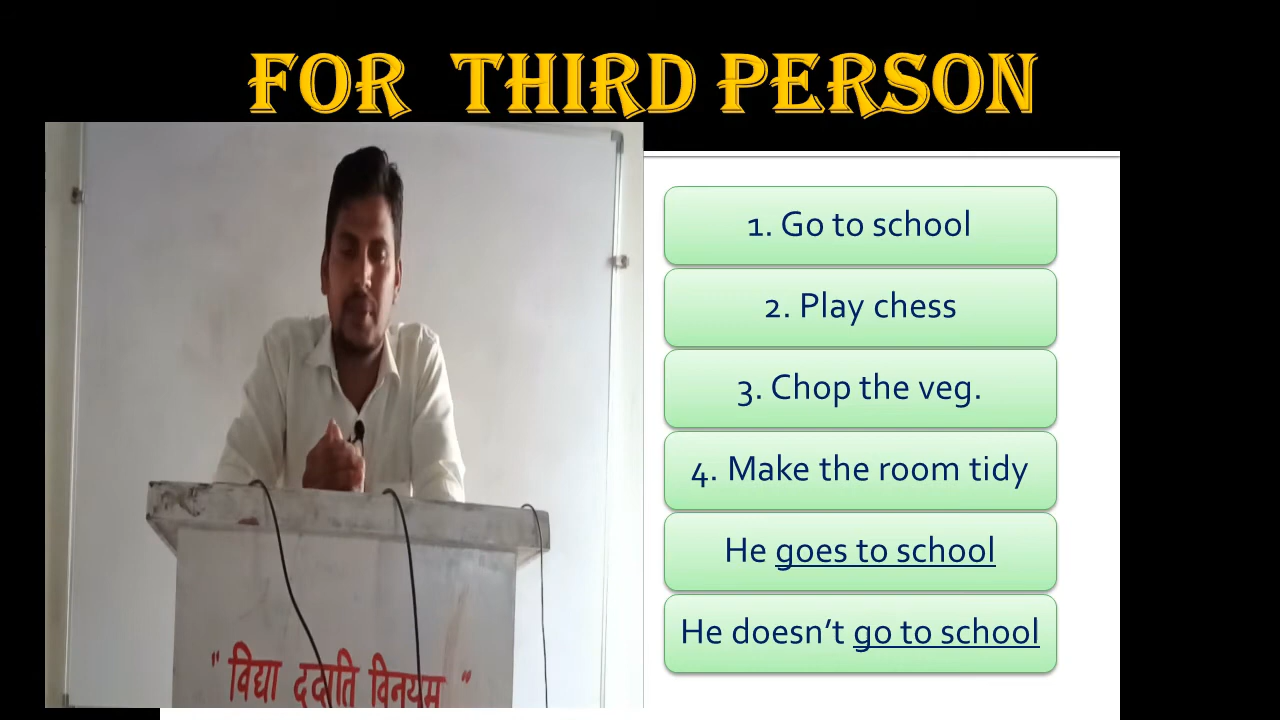 FOR THIRD PERSON
1. Go to school
2. Play chess
3. Chop the veg.
4. Make the room tidy
He goes to school
He doesn’t go to school
" विद्या ददाति विनयम "